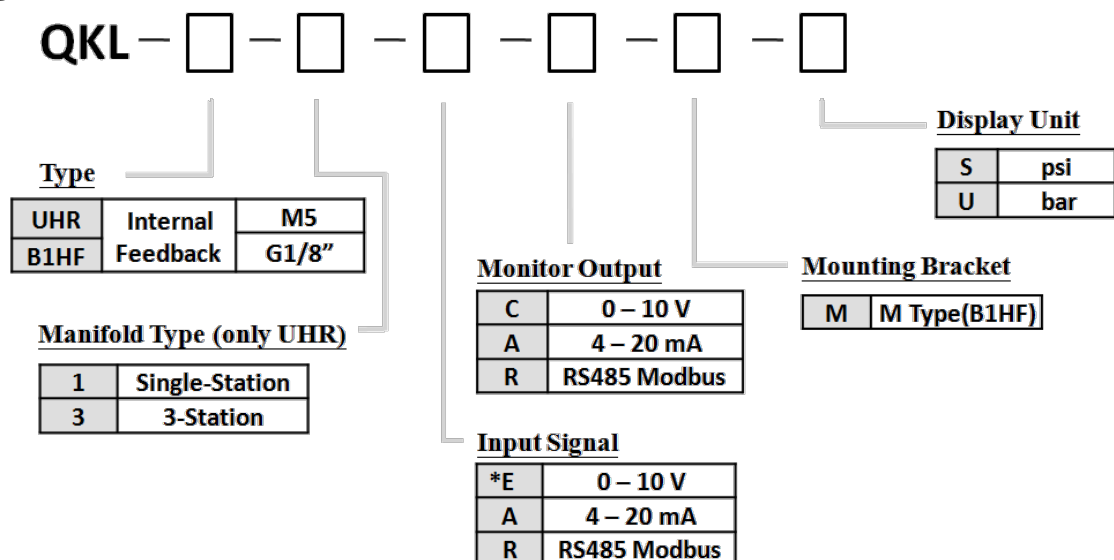 QKL – □ – □ – □ – □ – □ – □
Display Unit
S psi
U bar
Type
UHR Internal Feedback M5
B1HF G1/8”
Monitor Output
C 0 – 10 V
A 4 – 20 mA
R RS485 Modbus
Mounting Bracket
M M Type(B1HF)
Manifold Type (only UHR)
1 Single-Station
3 3-Station
Input Signal
*E 0 – 10 V
A 4 – 20 mA
R RS485 Modbus